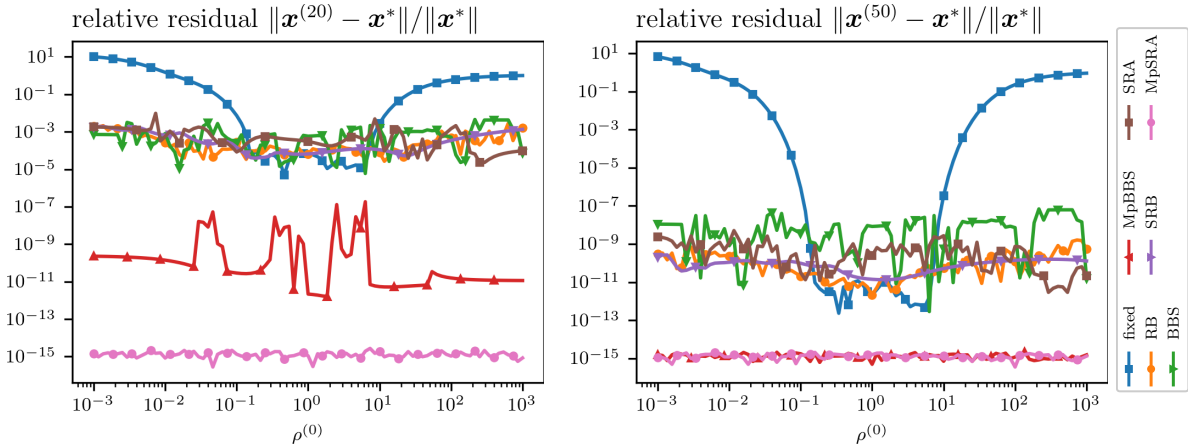 relative residual ‖x^(20) − x*‖/‖x*‖
10^1
10^−1
10^−3
10^−5
10^−7
10^−9
10^−11
10^−13
10^−15
10^−3 10^−2 10^−1 10^0 10^1 10^2 10^3
ρ^(0)
relative residual ‖x^(50) − x*‖/‖x*‖
10^1
10^−1
10^−3
10^−5
10^−7
10^−9
10^−11
10^−13
10^−15
10^−3 10^−2 10^−1 10^0 10^1 10^2 10^3
ρ^(0)
fixed
RB
BBS
MpBBS
SRB
SRA
MpSRA